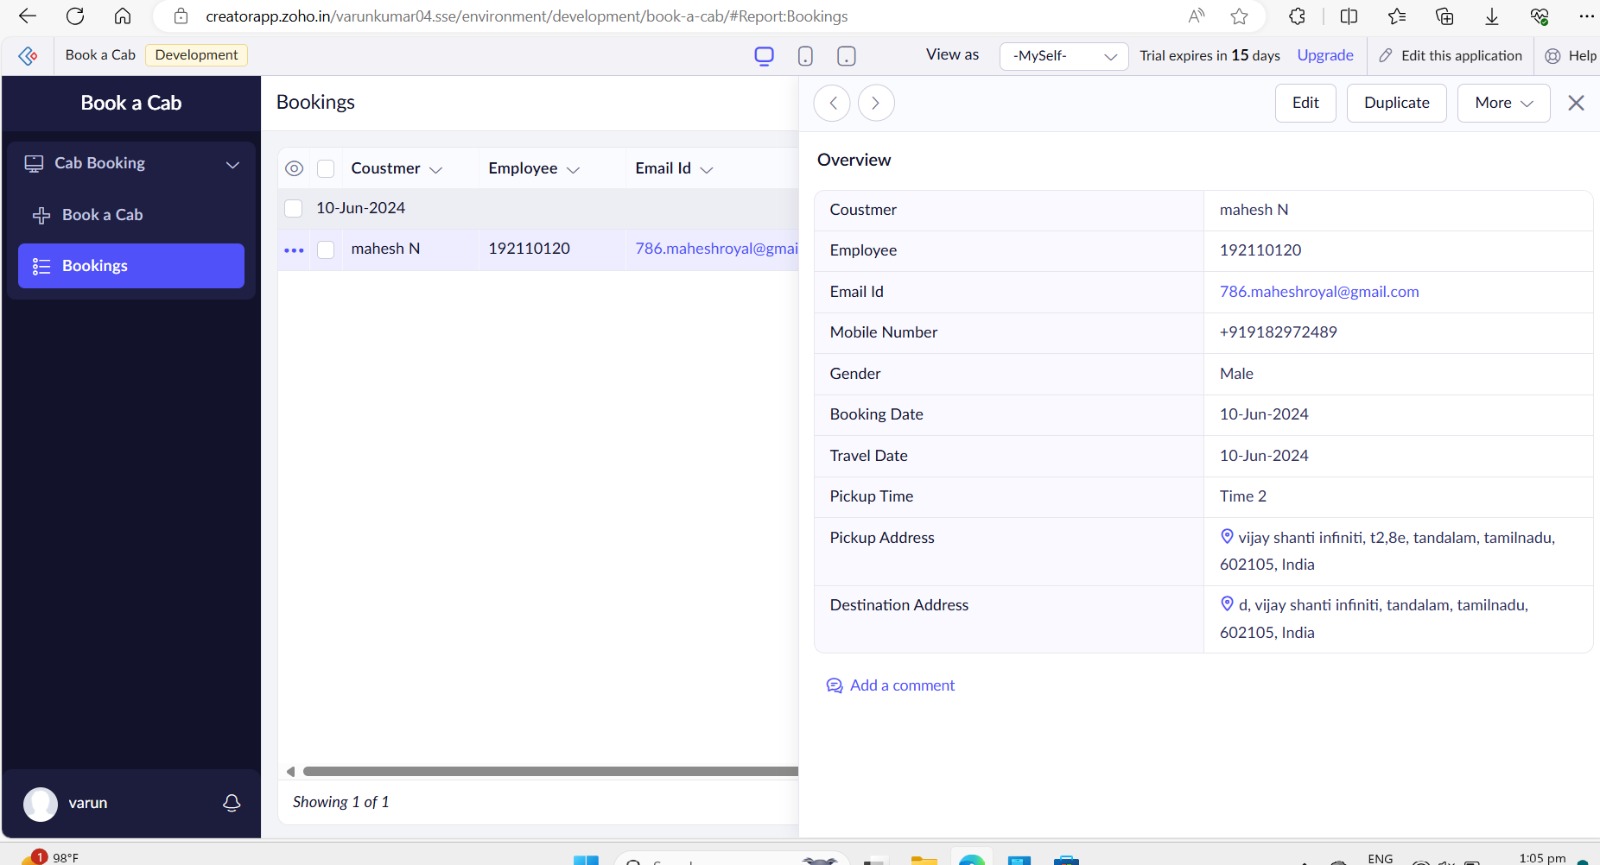 creatorapp.zoho.in/varunkumar04.sse/environment/development/book-a-cab/#Report:Bookings
Book a Cab Development View as -MySelf- Trial expires in 15 days Upgrade Edit this application Help
Book a Cab
Cab Booking
Book a Cab
Bookings
varun
Bookings
Coustmer Employee Email Id
10-Jun-2024
mahesh N 192110120 786.maheshroyal@gmai
Showing 1 of 1
Edit Duplicate More
Overview
Coustmer mahesh N
Employee 192110120
Email Id 786.maheshroyal@gmail.com
Mobile Number +919182972489
Gender Male
Booking Date 10-Jun-2024
Travel Date 10-Jun-2024
Pickup Time Time 2
Pickup Address vijay shanti infiniti, t2,8e, tandalam, tamilnadu,
602105, India
Destination Address d, vijay shanti infiniti, tandalam, tamilnadu,
602105, India
Add a comment
1 98°F ENG 1:05 pm